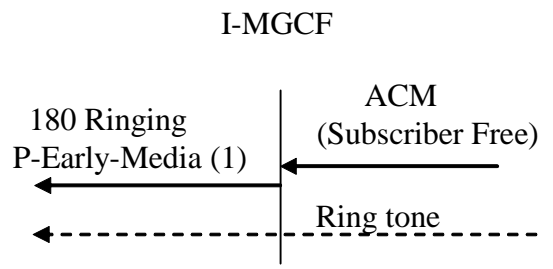 I-MGCF
180 Ringing
P-Early-Media (1)
ACM
(Subscriber Free)
Ring tone